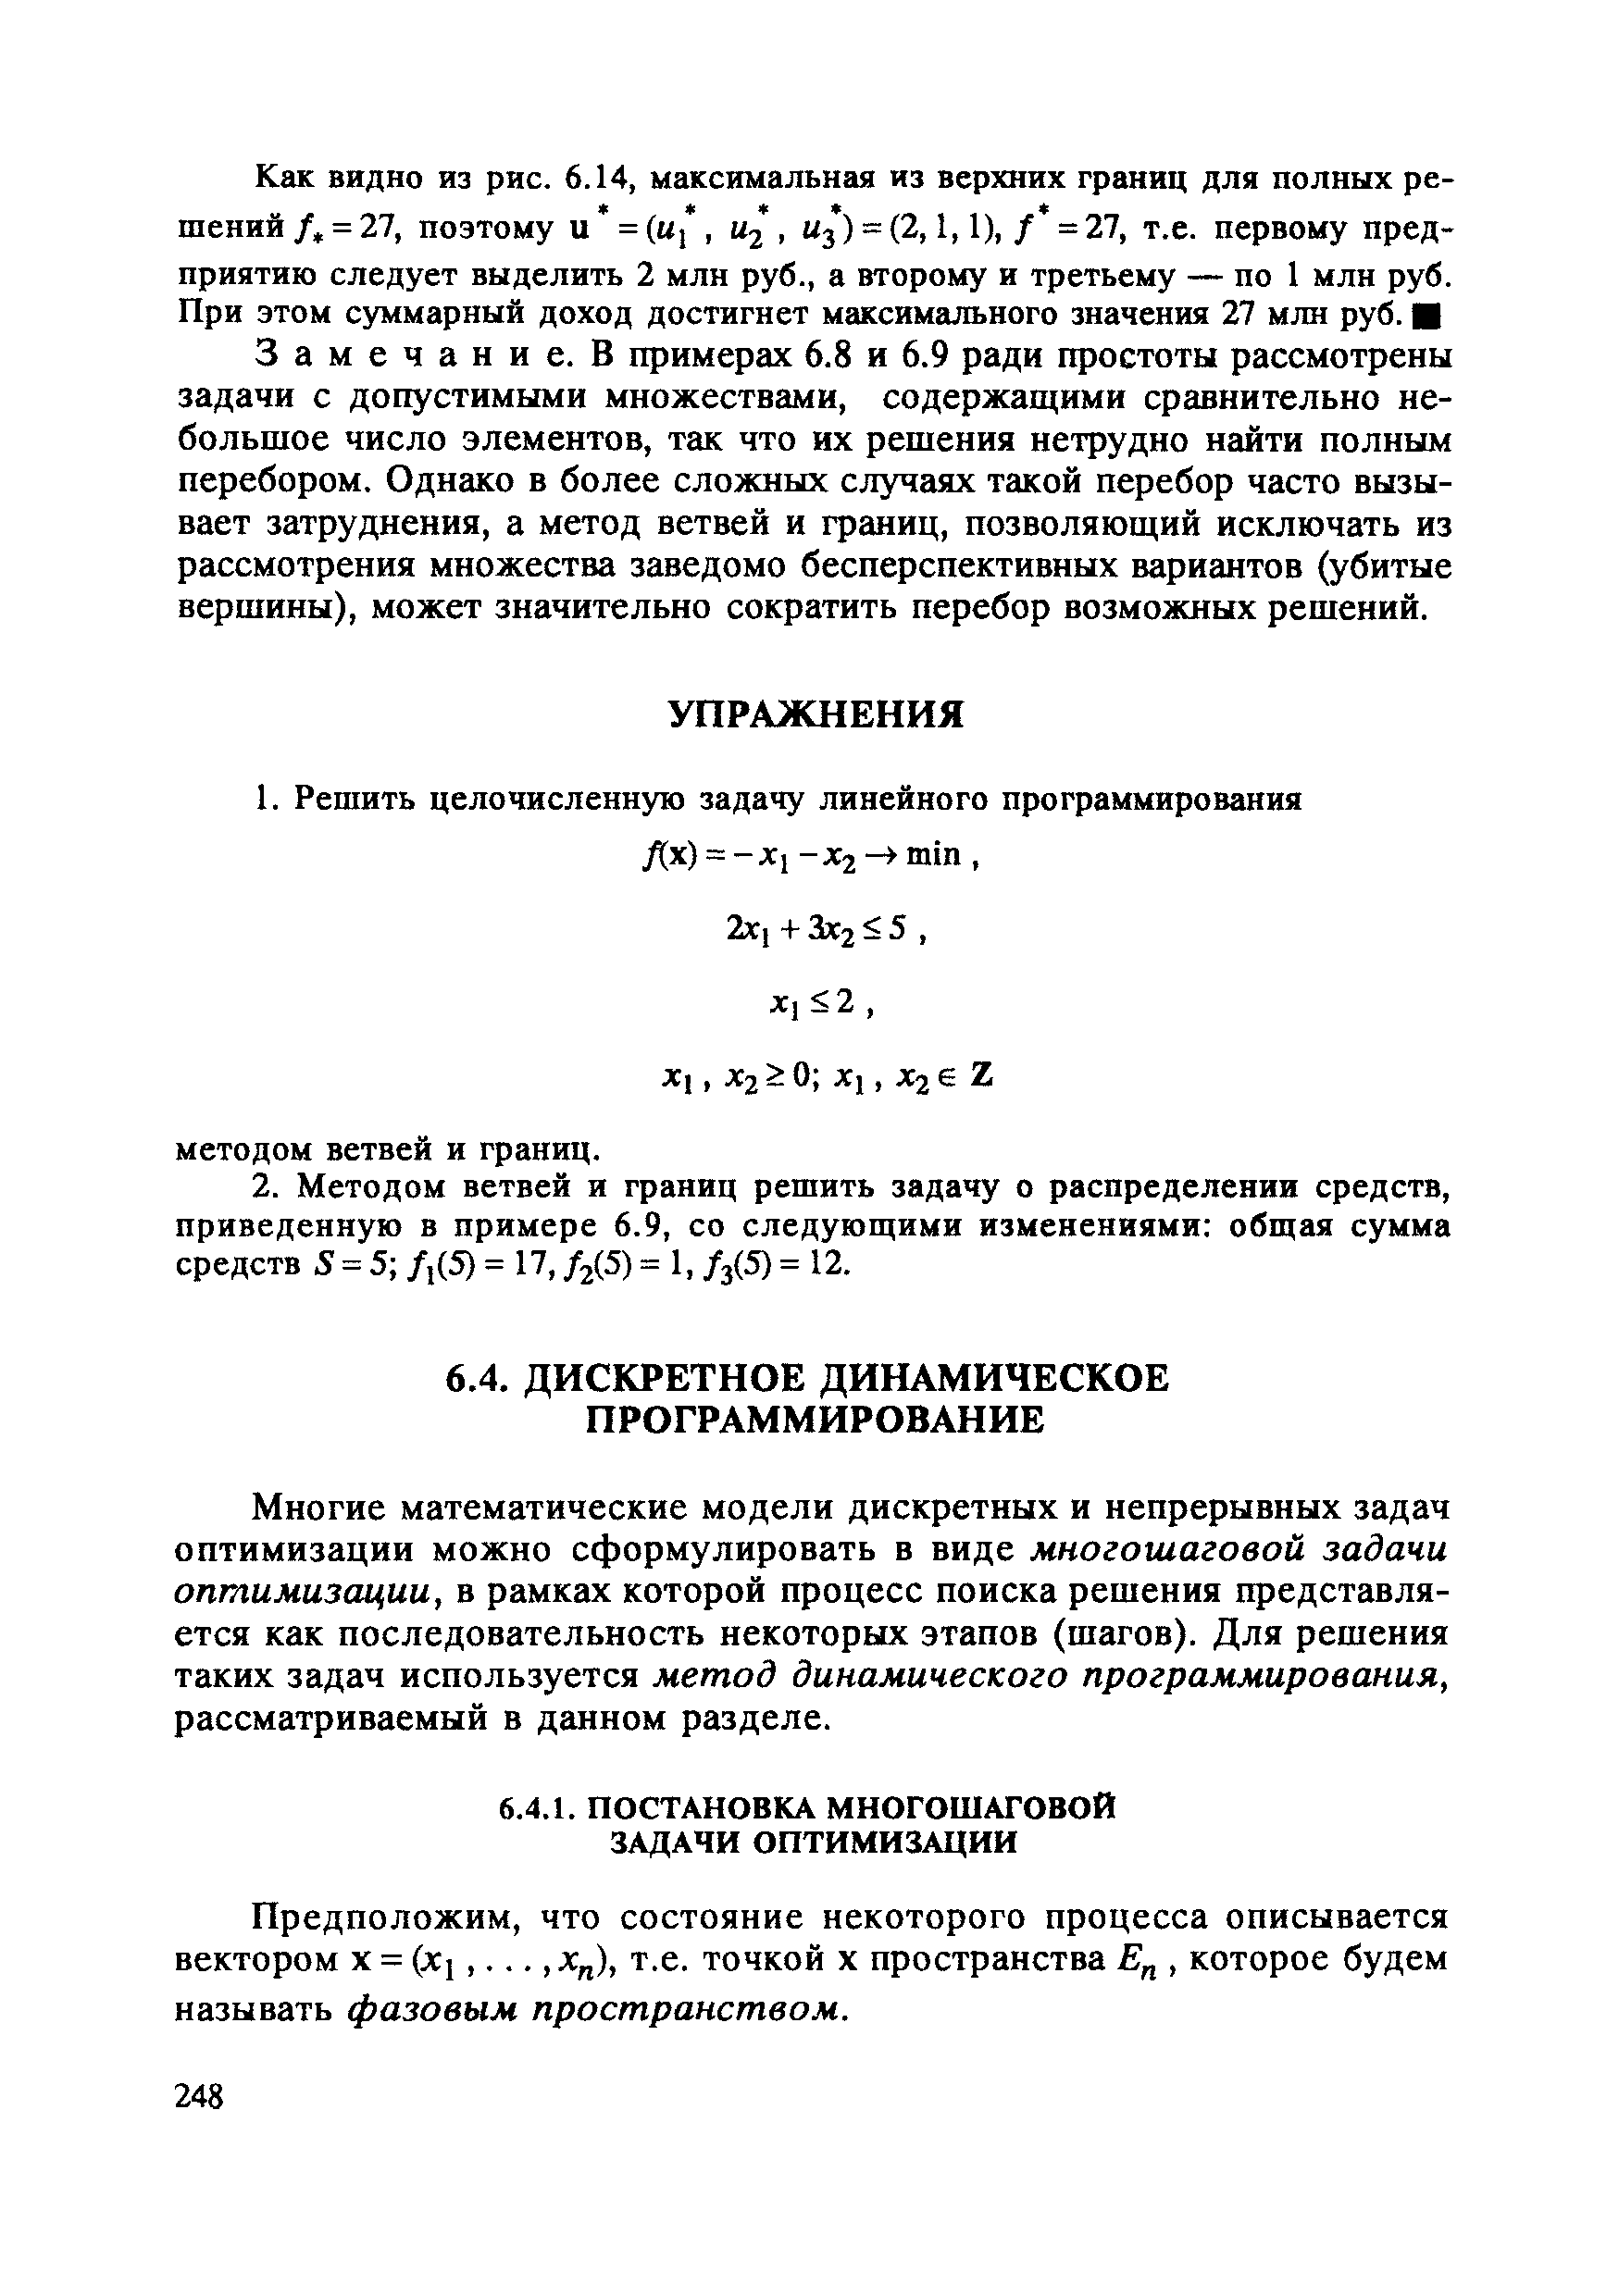 Как видно из рис. 6.14, максимальная из верхних границ для полных ре-
шений f* = 27, поэтому u* = (u₁*, u₂*, u₃*) = (2, 1, 1), f* = 27, т.е. первому пред-
приятию следует выделить 2 млн руб., а второму и третьему — по 1 млн руб.
При этом суммарный доход достигнет максимального значения 27 млн руб. ■
З а м е ч а н и е. В примерах 6.8 и 6.9 ради простоты рассмотрены
задачи с допустимыми множествами, содержащими сравнительно не-
большое число элементов, так что их решения нетрудно найти полным
перебором. Однако в более сложных случаях такой перебор часто вызы-
вает затруднения, а метод ветвей и границ, позволяющий исключать из
рассмотрения множества заведомо бесперспективных вариантов (убитые
вершины), может значительно сократить перебор возможных решений.
УПРАЖНЕНИЯ
1. Решить целочисленную задачу линейного программирования
f(x) = − x₁ − x₂ → min ,
2x₁ + 3x₂ ≤ 5 ,
x₁ ≤ 2 ,
x₁ , x₂ ≥ 0; x₁ , x₂ ∈ Z
методом ветвей и границ.
2. Методом ветвей и границ решить задачу о распределении средств,
приведенную в примере 6.9, со следующими изменениями: общая сумма
средств S = 5; f₁(5) = 17, f₂(5) = 1, f₃(5) = 12.
6.4. ДИСКРЕТНОЕ ДИНАМИЧЕСКОЕ
ПРОГРАММИРОВАНИЕ
Многие математические модели дискретных и непрерывных задач
оптимизации можно сформулировать в виде многошаговой задачи
оптимизации, в рамках которой процесс поиска решения представля-
ется как последовательность некоторых этапов (шагов). Для решения
таких задач используется метод динамического программирования,
рассматриваемый в данном разделе.
6.4.1. ПОСТАНОВКА МНОГОШАГОВОЙ
ЗАДАЧИ ОПТИМИЗАЦИИ
Предположим, что состояние некоторого процесса описывается
вектором x = (x₁ , . . . , xₙ), т.е. точкой x пространства Eₙ , которое будем
называть фазовым пространством.
248